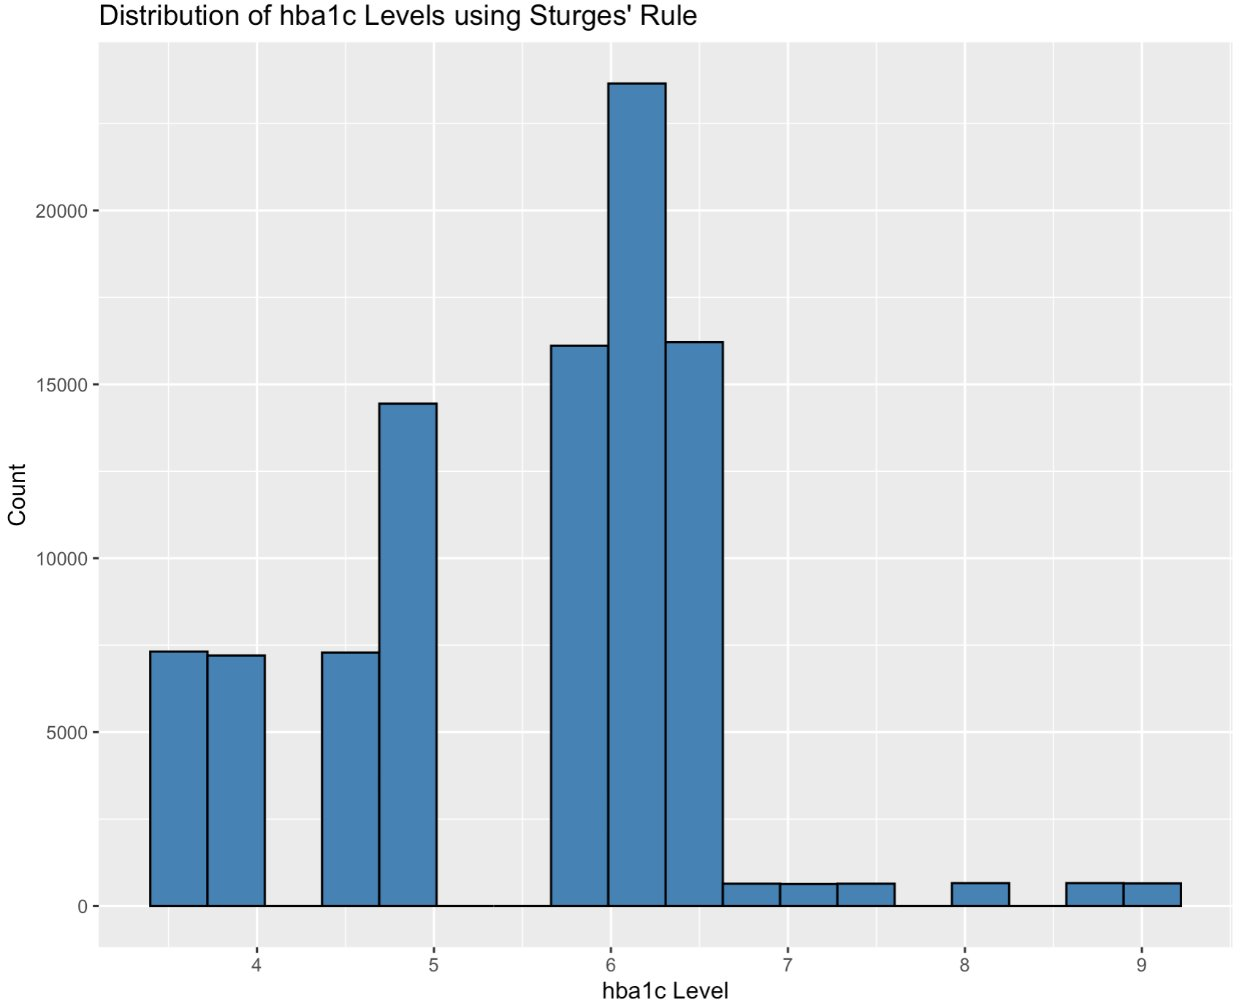 Distribution of hba1c Levels using Sturges' Rule
Count
20000
15000
10000
5000
0
4 5 6 7 8 9
hba1c Level